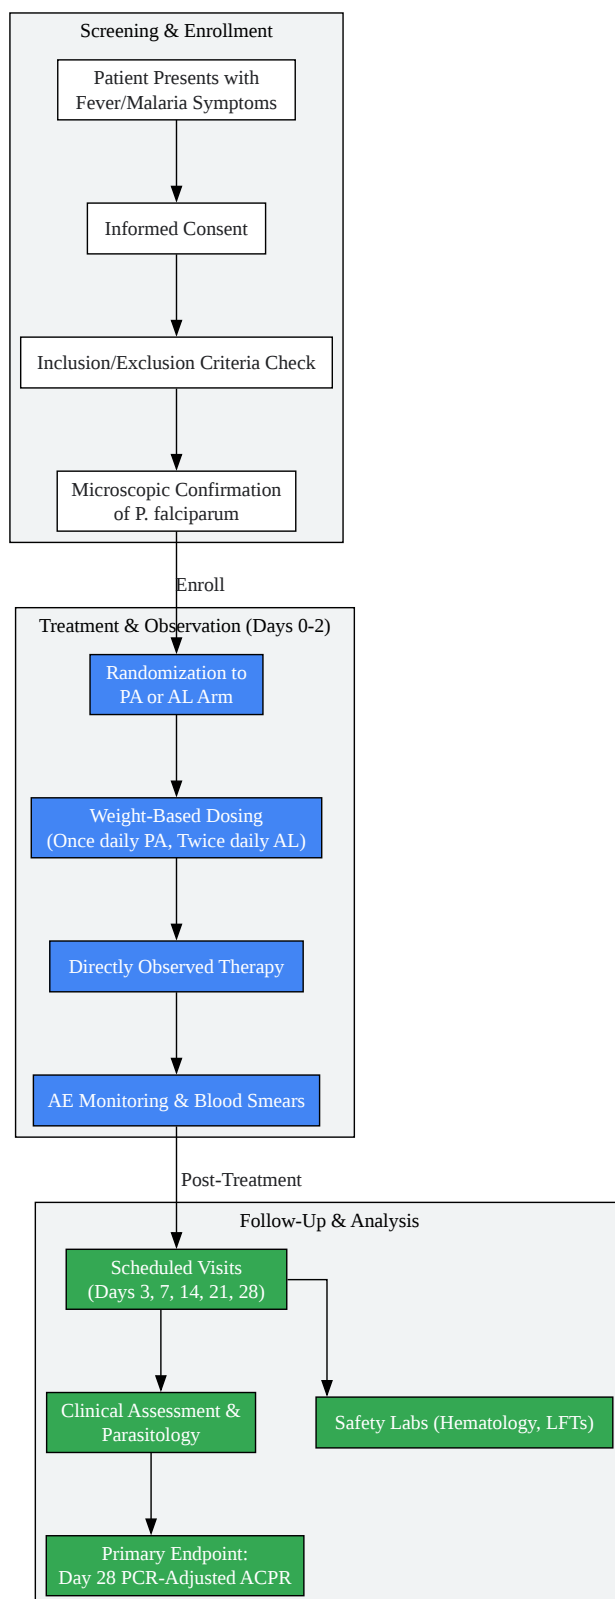 Screening & Enrollment
Patient Presents with
Fever/Malaria Symptoms
Informed Consent
Inclusion/Exclusion Criteria Check
Microscopic Confirmation
of P. falciparum
Enroll
Treatment & Observation (Days 0-2)
Randomization to
PA or AL Arm
Weight-Based Dosing
(Once daily PA, Twice daily AL)
Directly Observed Therapy
AE Monitoring & Blood Smears
Post-Treatment
Follow-Up & Analysis
Scheduled Visits
(Days 3, 7, 14, 21, 28)
Clinical Assessment &
Parasitology
Safety Labs (Hematology, LFTs)
Primary Endpoint:
Day 28 PCR-Adjusted ACPR